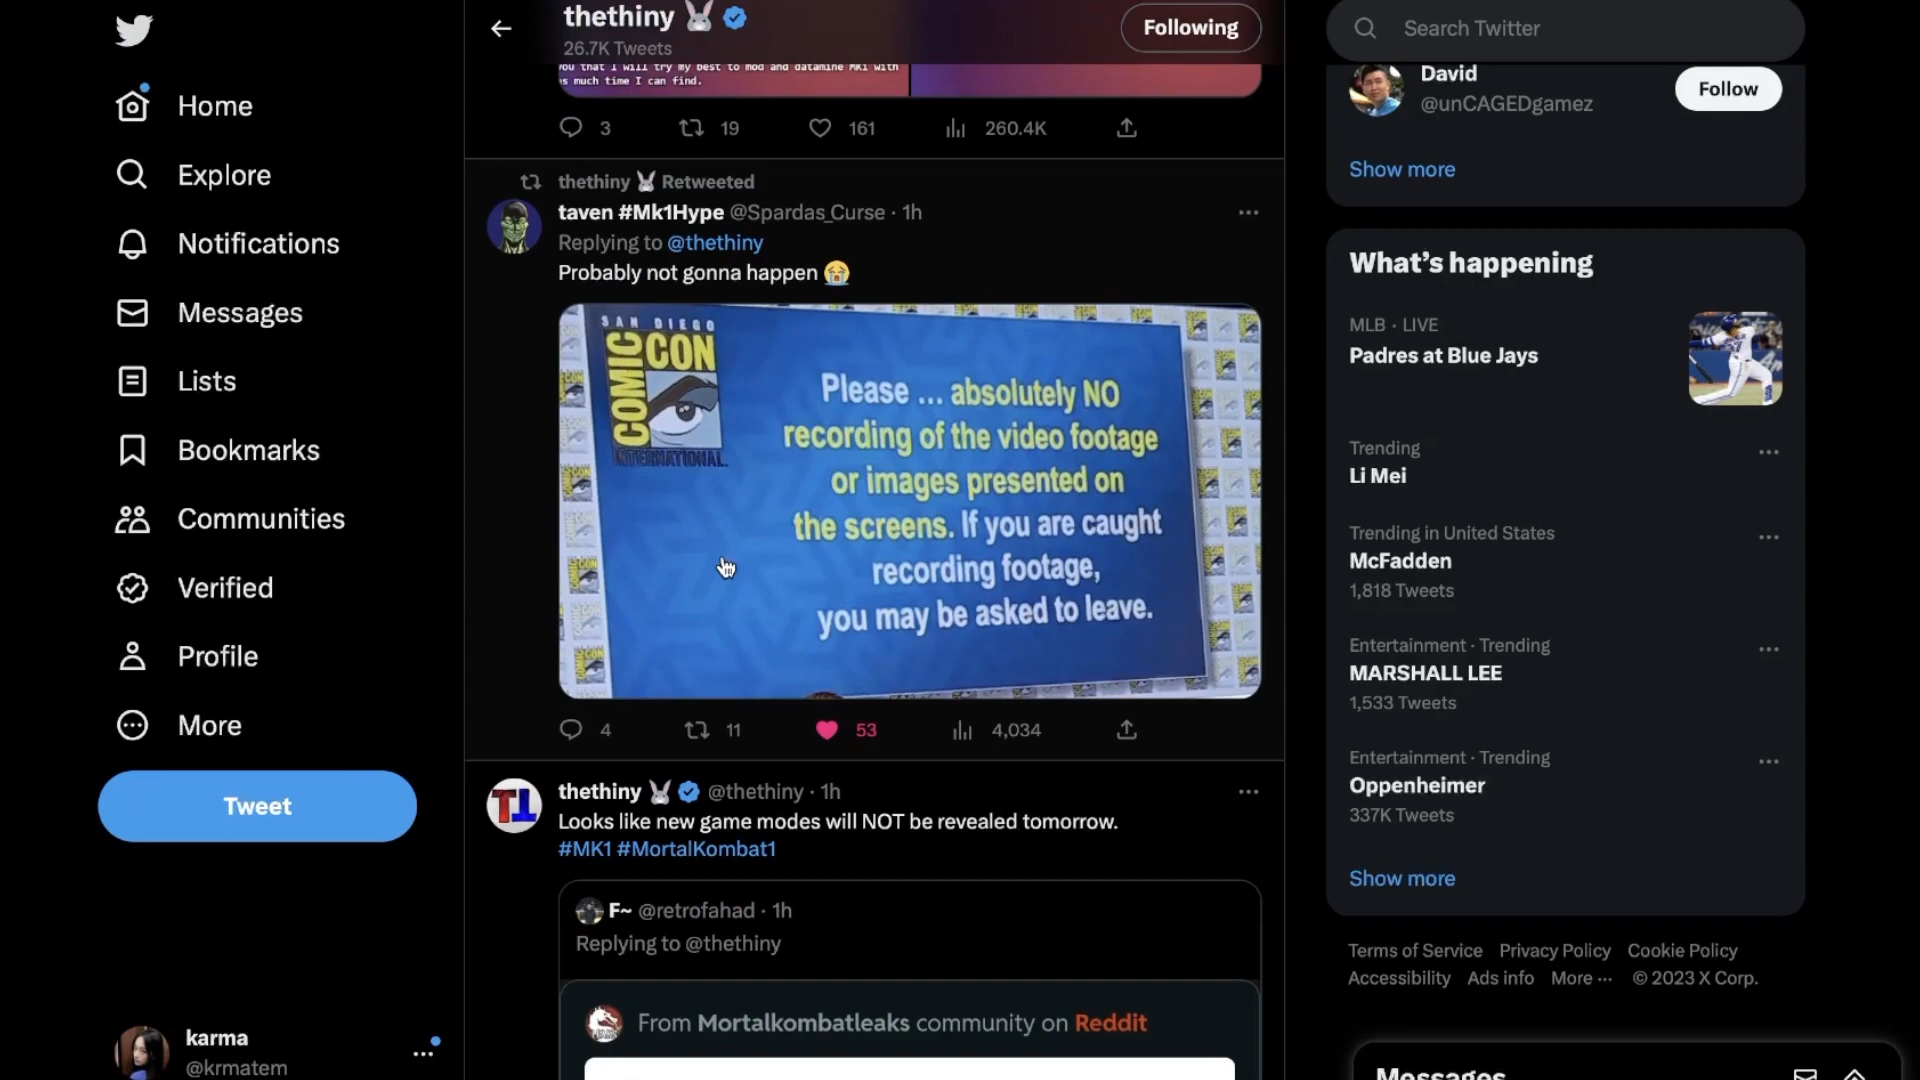 thethiny
26.7K Tweets
Following
Search Twitter
you that I will try my best to mod and datamine MK1 with
as much time I can find.
3 19 161 260.4K
Home
Explore
Notifications
Messages
Lists
Bookmarks
Communities
Verified
Profile
More
Tweet
karma
@krmatem
thethiny Retweeted
taven #Mk1Hype @Spardas_Curse · 1h
Replying to @thethiny
Probably not gonna happen 😭
SAN DIEGO
COMIC CON
INTERNATIONAL.
Please ... absolutely NO
recording of the video footage
or images presented on
the screens. If you are caught
recording footage,
you may be asked to leave.
4 11 53 4,034
thethiny @thethiny · 1h
Looks like new game modes will NOT be revealed tomorrow.
#MK1 #MortalKombat1
F~ @retrofahad · 1h
Replying to @thethiny
From Mortalkombatleaks community on Reddit
David
@unCAGEDgamez
Follow
Show more
What's happening
MLB · LIVE
Padres at Blue Jays
Trending
Li Mei
Trending in United States
McFadden
1,818 Tweets
Entertainment · Trending
MARSHALL LEE
1,533 Tweets
Entertainment · Trending
Oppenheimer
337K Tweets
Show more
Terms of Service Privacy Policy Cookie Policy
Accessibility Ads info More ··· © 2023 X Corp.
Messages